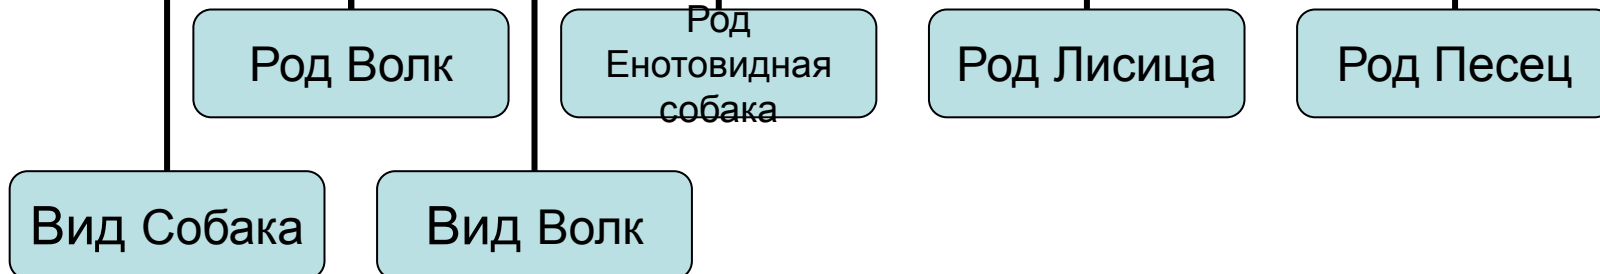 Род Волк
Род
Енотовидная
собака
Род Лисица
Род Песец
Вид Собака
Вид Волк